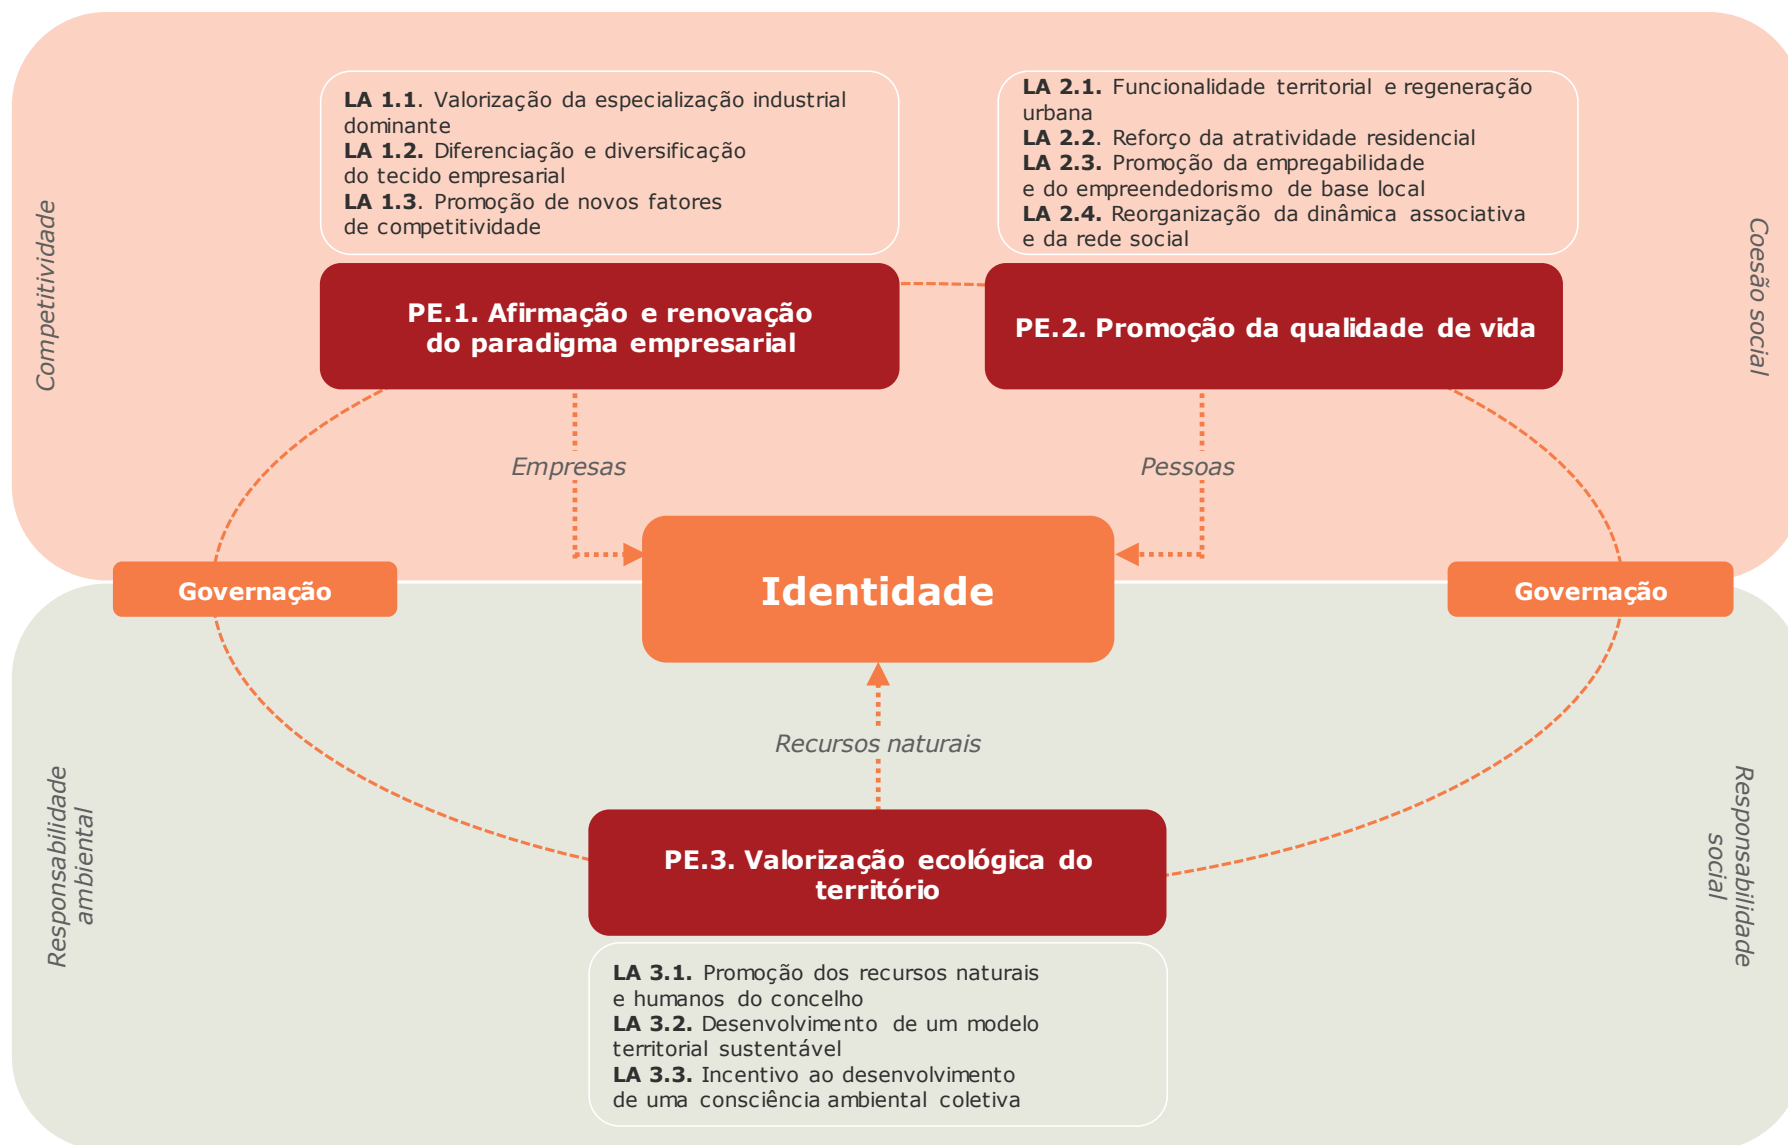 LA 1.1. Valorização da especialização industrial
dominante
LA 1.2. Diferenciação e diversificação
do tecido empresarial
LA 1.3. Promoção de novos fatores
de competitividade
LA 2.1. Funcionalidade territorial e regeneração
urbana
LA 2.2. Reforço da atratividade residencial
LA 2.3. Promoção da empregabilidade
e do empreendedorismo de base local
LA 2.4. Reorganização da dinâmica associativa
e da rede social
Competitividade
Coesão social
PE.1. Afirmação e renovação
do paradigma empresarial
PE.2. Promoção da qualidade de vida
Empresas
Pessoas
Governação
Identidade
Governação
Recursos naturais
Responsabilidade
ambiental
Responsabilidade
social
PE.3. Valorização ecológica do
território
LA 3.1. Promoção dos recursos naturais
e humanos do concelho
LA 3.2. Desenvolvimento de um modelo
territorial sustentável
LA 3.3. Incentivo ao desenvolvimento
de uma consciência ambiental coletiva